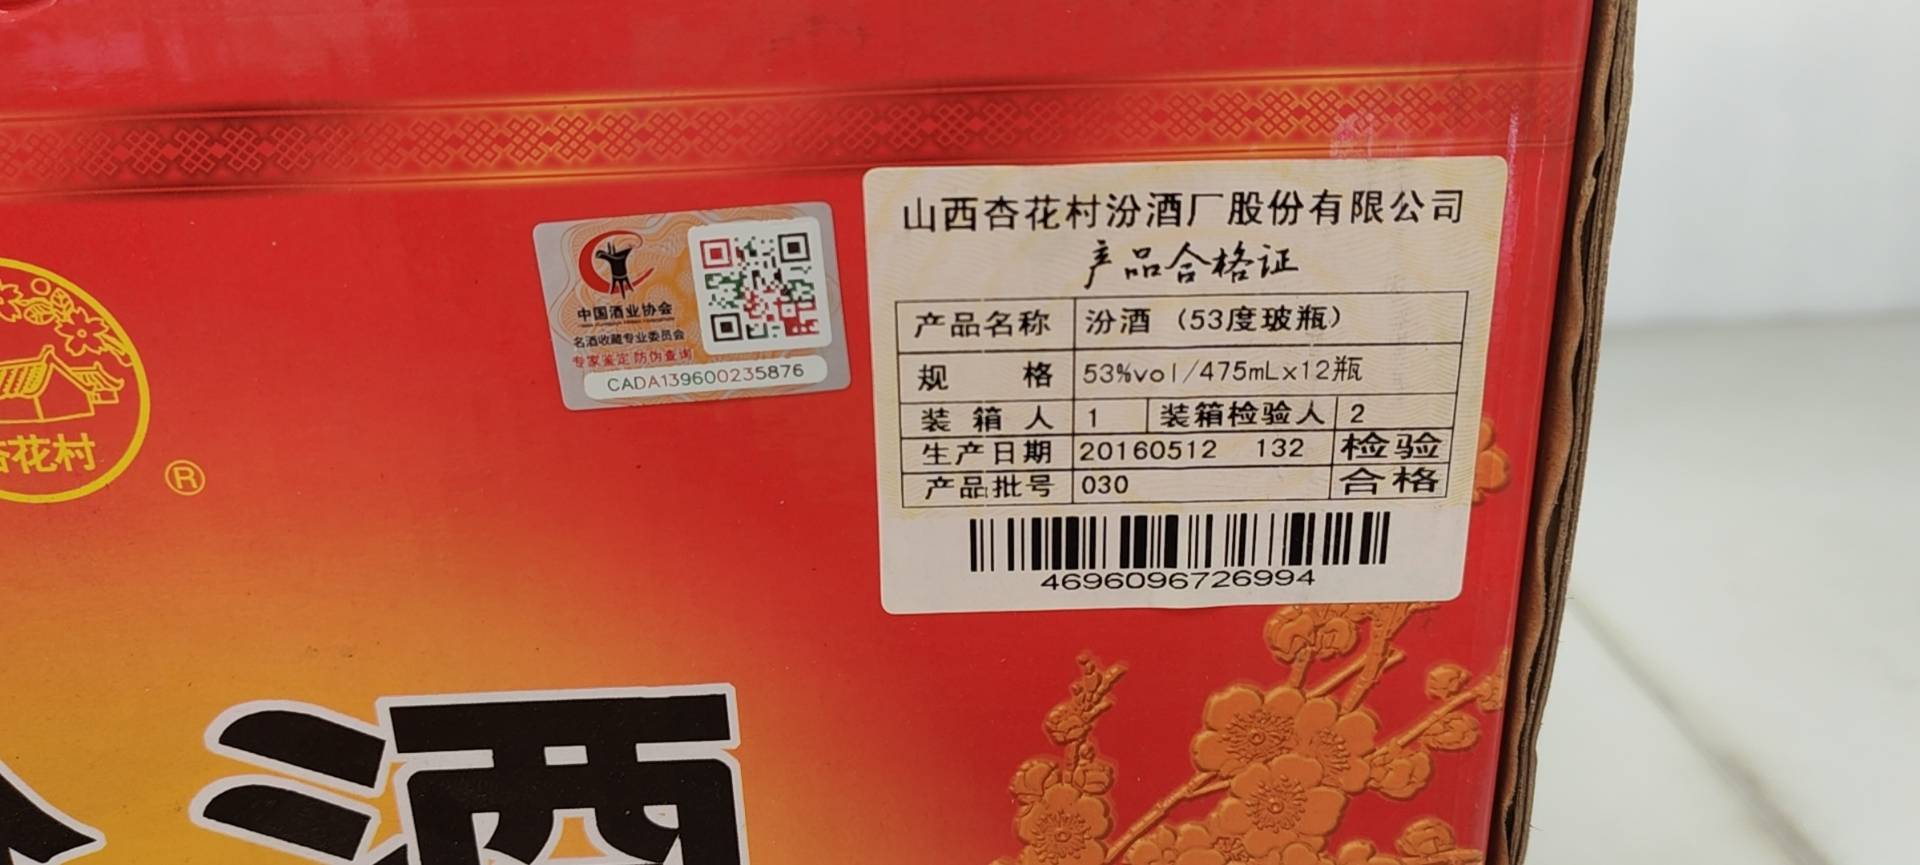 山西杏花村汾酒厂股份有限公司
产品合格证
产品名称 汾酒（53度玻瓶）
规 格 53%vol/475mLx12瓶
装 箱 人 1 装箱检验人 2
生产日期 20160512 132 检验
产品批号 030 合格
4696096726994
中国酒业协会
名酒收藏专业委员会
专家鉴定 防伪查询
CADA139600235876
杏花村
®
酒